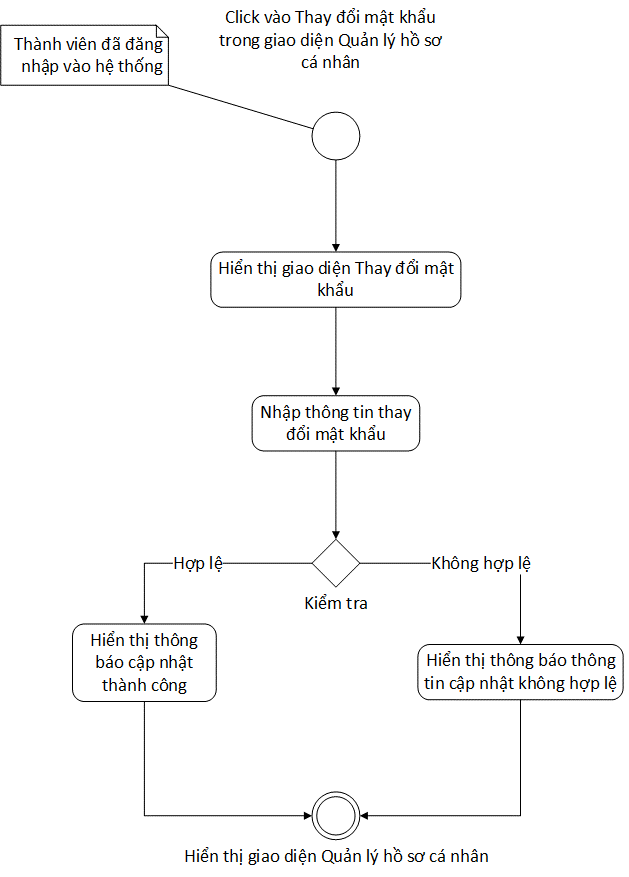 Click vào Thay đổi mật khẩu
trong giao diện Quản lý hồ sơ
cá nhân
Thành viên đã đăng
nhập vào hệ thống
Hiển thị giao diện Thay đổi mật
khẩu
Nhập thông tin thay
đổi mật khẩu
Hợp lệ
Không hợp lệ
Kiểm tra
Hiển thị thông
báo cập nhật
thành công
Hiển thị thông báo thông
tin cập nhật không hợp lệ
Hiển thị giao diện Quản lý hồ sơ cá nhân